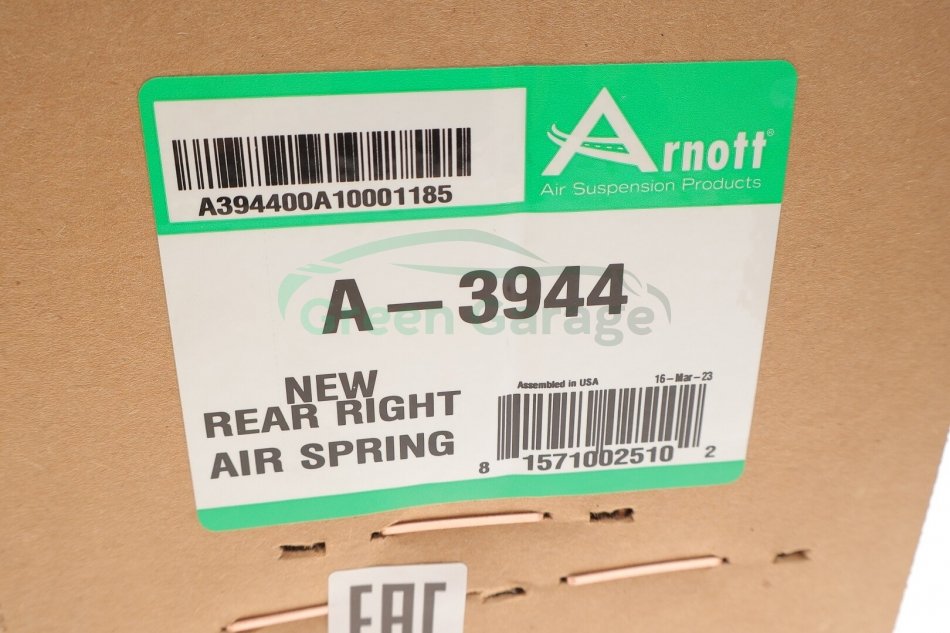 Arnott®
Air Suspension Products
A394400A10001185
A-3944
Green Garage
NEW
REAR RIGHT
AIR SPRING
Assembled in USA
16-Mar-23
8 1571002510 2
EAC